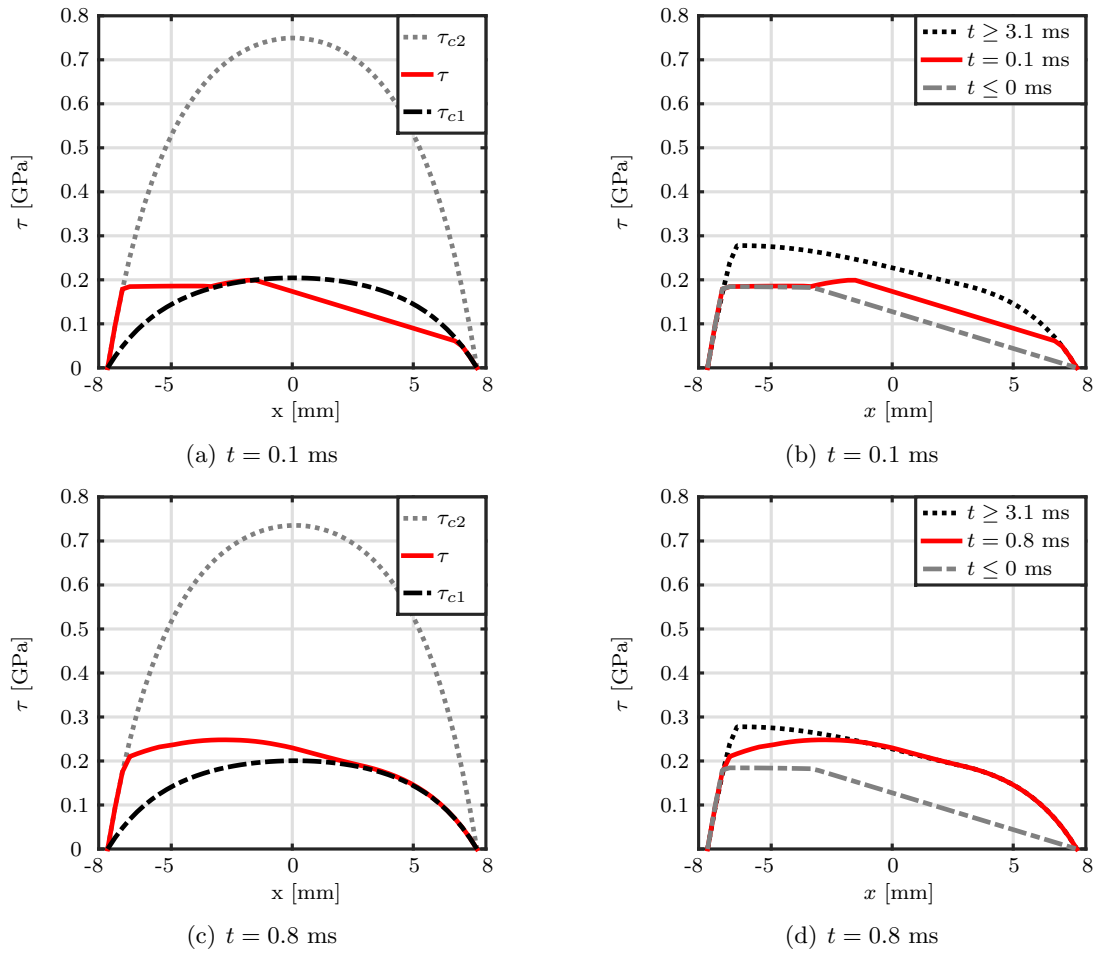 0.8
0.7
0.6
0.5
0.4
0.3
0.2
0.1
0
τ [GPa]
-8
-5
0
5
8
x [mm]
τc2
τ
τc1
(a) t = 0.1 ms
0.8
0.7
0.6
0.5
0.4
0.3
0.2
0.1
0
τ [GPa]
-8
-5
0
5
8
x [mm]
t ≥ 3.1 ms
t = 0.1 ms
t ≤ 0 ms
(b) t = 0.1 ms
0.8
0.7
0.6
0.5
0.4
0.3
0.2
0.1
0
τ [GPa]
-8
-5
0
5
8
x [mm]
τc2
τ
τc1
(c) t = 0.8 ms
0.8
0.7
0.6
0.5
0.4
0.3
0.2
0.1
0
τ [GPa]
-8
-5
0
5
8
x [mm]
t ≥ 3.1 ms
t = 0.8 ms
t ≤ 0 ms
(d) t = 0.8 ms